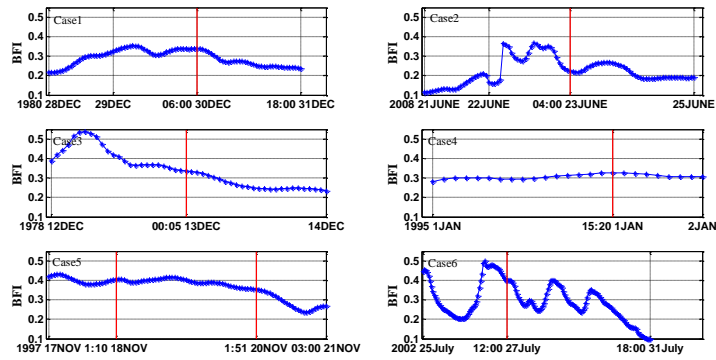 Case1
BFI
0.5
0.4
0.3
0.2
0.1
1980 28DEC 29DEC 06:00 30DEC 18:00 31DEC
Case2
BFI
0.5
0.4
0.3
0.2
0.1
2008 21JUNE 22JUNE 04:00 23JUNE 25JUNE
Case3
BFI
0.5
0.4
0.3
0.2
0.1
1978 12DEC 00:05 13DEC 14DEC
Case4
BFI
0.5
0.4
0.3
0.2
0.1
1995 1JAN 15:20 1JAN 2JAN
Case5
BFI
0.5
0.4
0.3
0.2
0.1
1997 17NOV 1:10 18NOV 1:51 20NOV 03:00 21NOV
Case6
BFI
0.5
0.4
0.3
0.2
0.1
2002 25July 12:00 27July 18:00 31July